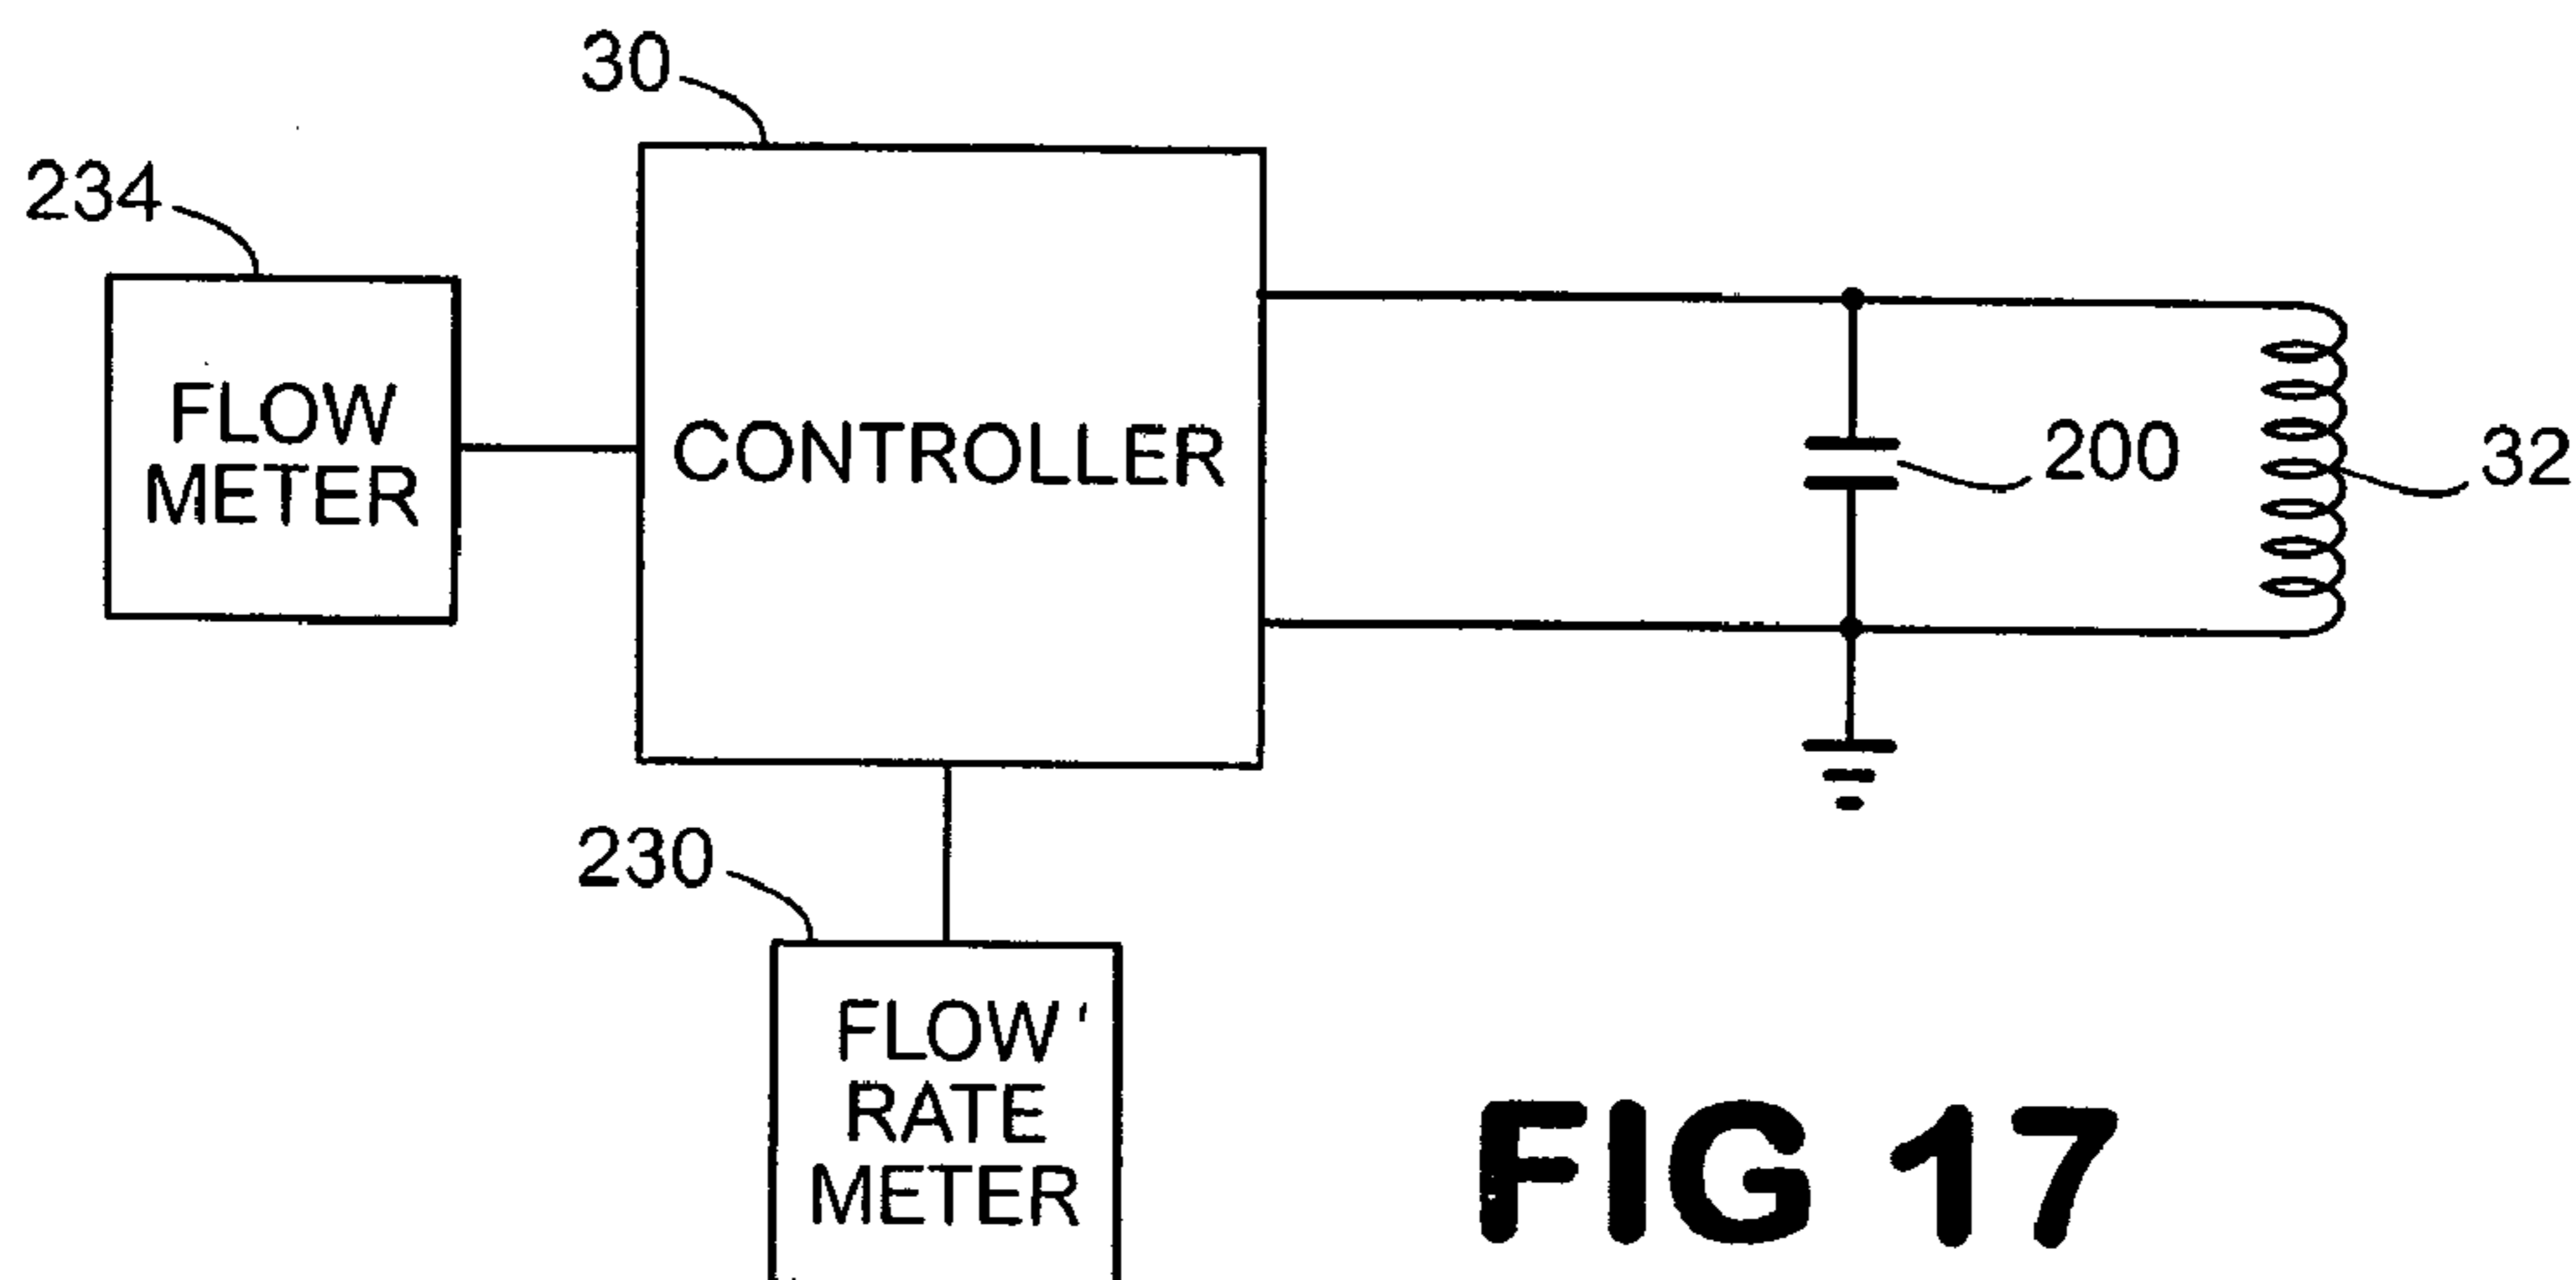 30
234
FLOW
METER
CONTROLLER
200
32
230
FLOW
RATE
METER
FIG 17